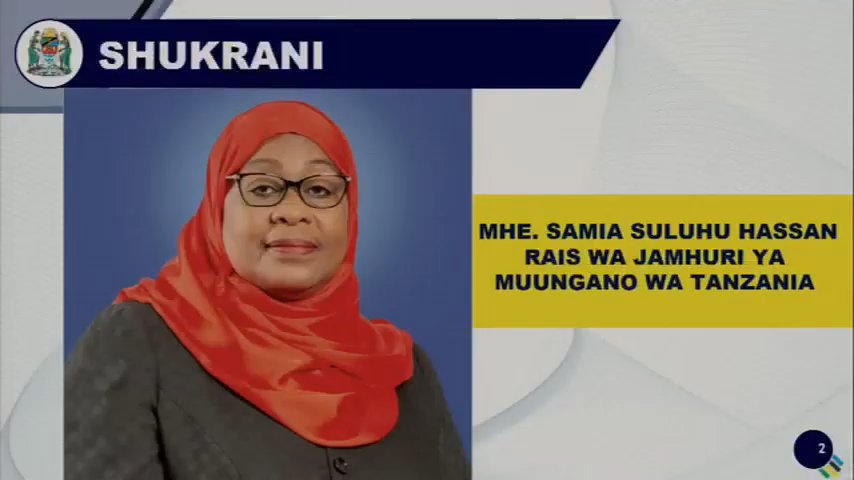 SHUKRANI
MHE. SAMIA SULUHU HASSAN
RAIS WA JAMHURI YA
MUUNGANO WA TANZANIA
2